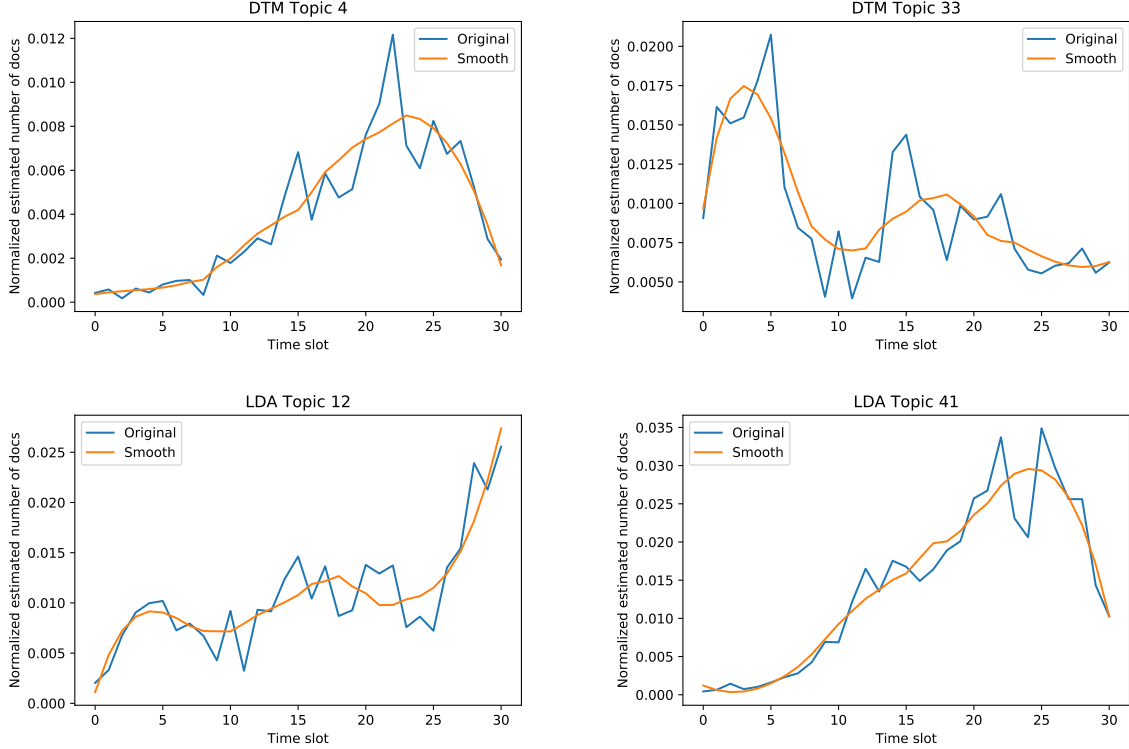 DTM Topic 4
Normalized estimated number of docs
0.012
0.010
0.008
0.006
0.004
0.002
0.000
Original
Smooth
0 5 10 15 20 25 30
Time slot
DTM Topic 33
Normalized estimated number of docs
0.0200
0.0175
0.0150
0.0125
0.0100
0.0075
0.0050
Original
Smooth
0 5 10 15 20 25 30
Time slot
LDA Topic 12
Normalized estimated number of docs
0.025
0.020
0.015
0.010
0.005
0.000
Original
Smooth
0 5 10 15 20 25 30
Time slot
LDA Topic 41
Normalized estimated number of docs
0.035
0.030
0.025
0.020
0.015
0.010
0.005
0.000
Original
Smooth
0 5 10 15 20 25 30
Time slot